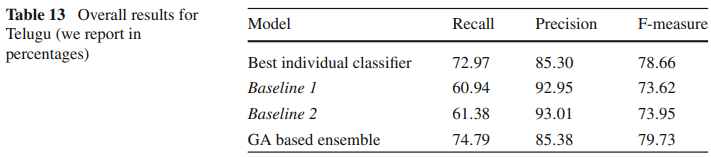 Table 13 Overall results for
Telugu (we report in
percentages)
Model Recall Precision F-measure
Best individual classifier 72.97 85.30 78.66
Baseline 1 60.94 92.95 73.62
Baseline 2 61.38 93.01 73.95
GA based ensemble 74.79 85.38 79.73